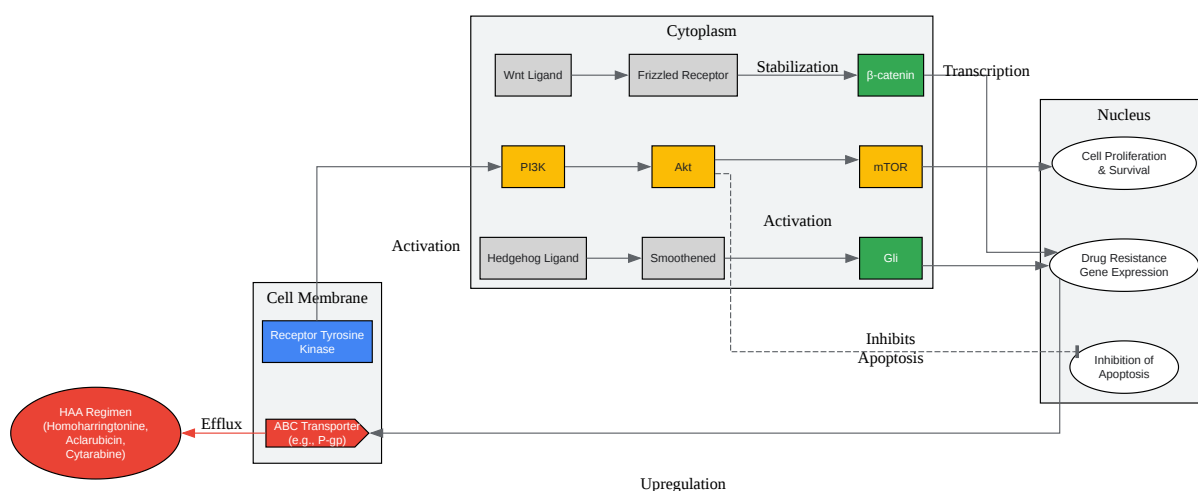 Cytoplasm
Wnt Ligand
Frizzled Receptor
Stabilization
β-catenin
Transcription
Nucleus
Cell Proliferation
& Survival
PI3K
Akt
mTOR
Activation
Activation
Hedgehog Ligand
Smoothened
Gli
Drug Resistance
Gene Expression
Cell Membrane
Receptor Tyrosine
Kinase
Inhibits
Apoptosis
Inhibition of
Apoptosis
HAA Regimen
(Homoharringtonine,
Aclarubicin,
Cytarabine)
Efflux
ABC Transporter
(e.g., P-gp)
Upregulation